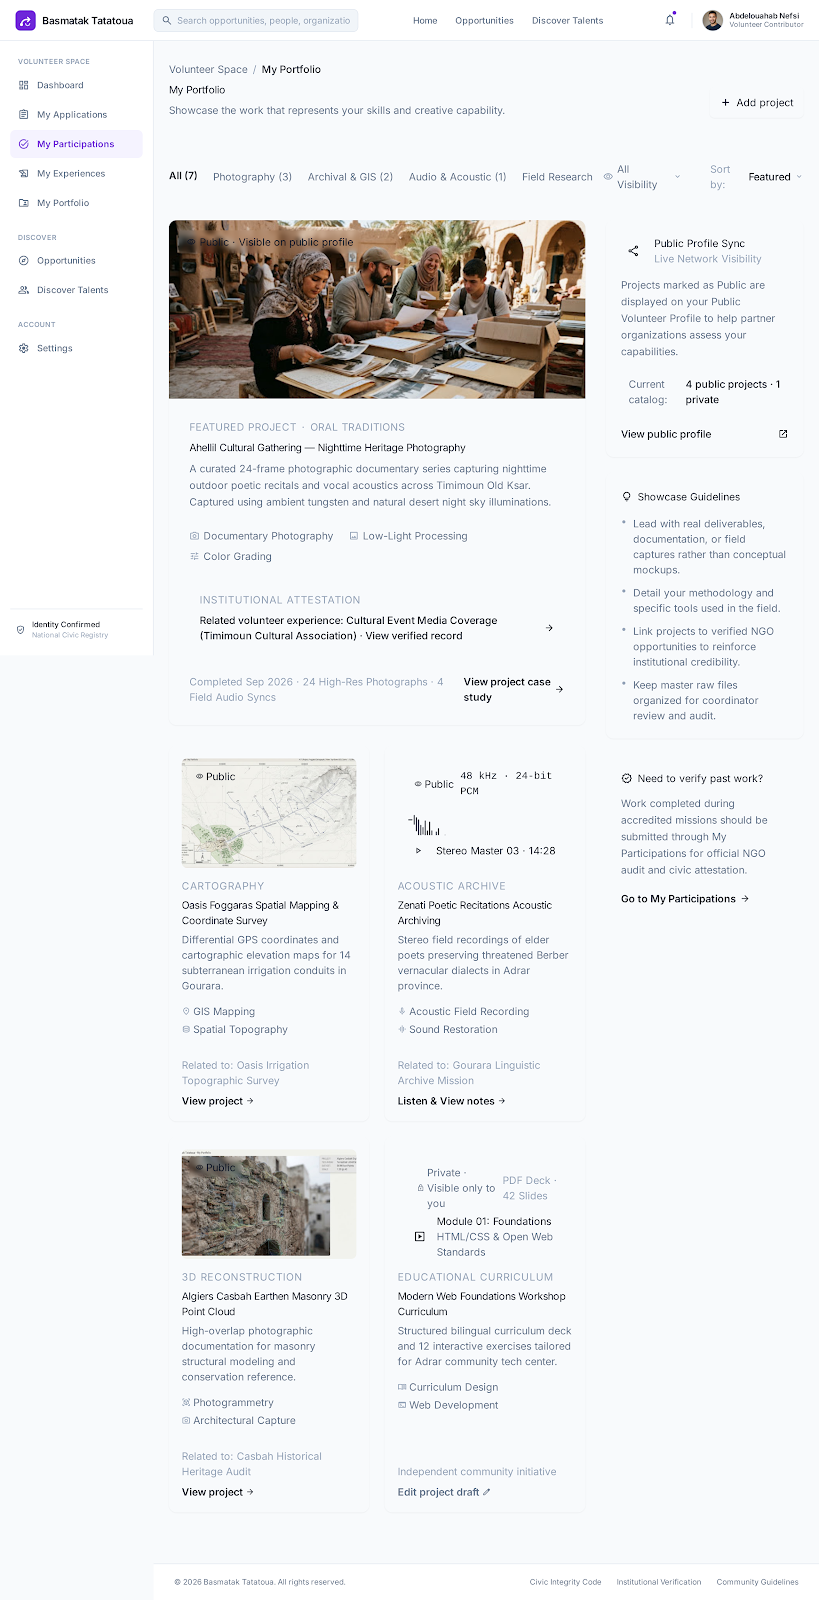 Basmatak Tatatoua
Search opportunities, people, organizatio
Home
Opportunities
Discover Talents
Abdelouahab Nefsi
Volunteer Contributor
VOLUNTEER SPACE
Dashboard
My Applications
My Participations
My Experiences
My Portfolio
DISCOVER
Opportunities
Discover Talents
ACCOUNT
Settings
Identity Confirmed
National Civic Registry
Volunteer Space / My Portfolio
My Portfolio
Showcase the work that represents your skills and creative capability.
Add project
All (7)
Photography (3)
Archival & GIS (2)
Audio & Acoustic (1)
Field Research
All
Visibility
Sort
by:
Featured
Public · Visible on public profile
FEATURED PROJECT · ORAL TRADITIONS
Ahellil Cultural Gathering — Nighttime Heritage Photography
A curated 24-frame photographic documentary series capturing nighttime
outdoor poetic recitals and vocal acoustics across Timimoun Old Ksar.
Captured using ambient tungsten and natural desert night sky illuminations.
Documentary Photography
Low-Light Processing
Color Grading
INSTITUTIONAL ATTESTATION
Related volunteer experience: Cultural Event Media Coverage
(Timimoun Cultural Association) · View verified record
Completed Sep 2026 · 24 High-Res Photographs · 4
Field Audio Syncs
View project case
study
Public Profile Sync
Live Network Visibility
Projects marked as Public are
displayed on your Public
Volunteer Profile to help partner
organizations assess your
capabilities.
Current
catalog:
4 public projects · 1
private
View public profile
Showcase Guidelines
Lead with real deliverables,
documentation, or field
captures rather than conceptual
mockups.
Detail your methodology and
specific tools used in the field.
Link projects to verified NGO
opportunities to reinforce
institutional credibility.
Keep master raw files
organized for coordinator
review and audit.
Need to verify past work?
Work completed during
accredited missions should be
submitted through My
Participations for official NGO
audit and civic attestation.
Go to My Participations
Public
CARTOGRAPHY
Oasis Foggaras Spatial Mapping &
Coordinate Survey
Differential GPS coordinates and
cartographic elevation maps for 14
subterranean irrigation conduits in
Gourara.
GIS Mapping
Spatial Topography
Related to: Oasis Irrigation
Topographic Survey
View project
Public
48 kHz · 24-bit
PCM
Stereo Master 03 · 14:28
ACOUSTIC ARCHIVE
Zenati Poetic Recitations Acoustic
Archiving
Stereo field recordings of elder
poets preserving threatened Berber
vernacular dialects in Adrar
province.
Acoustic Field Recording
Sound Restoration
Related to: Gourara Linguistic
Archive Mission
Listen & View notes
Public
3D RECONSTRUCTION
Algiers Casbah Earthen Masonry 3D
Point Cloud
High-overlap photographic
documentation for masonry
structural modeling and
conservation reference.
Photogrammetry
Architectural Capture
Related to: Casbah Historical
Heritage Audit
View project
Private ·
Visible only to
you
PDF Deck ·
42 Slides
Module 01: Foundations
HTML/CSS & Open Web
Standards
EDUCATIONAL CURRICULUM
Modern Web Foundations Workshop
Curriculum
Structured bilingual curriculum deck
and 12 interactive exercises tailored
for Adrar community tech center.
Curriculum Design
Web Development
Independent community initiative
Edit project draft
© 2026 Basmatak Tatatoua. All rights reserved.
Civic Integrity Code
Institutional Verification
Community Guidelines